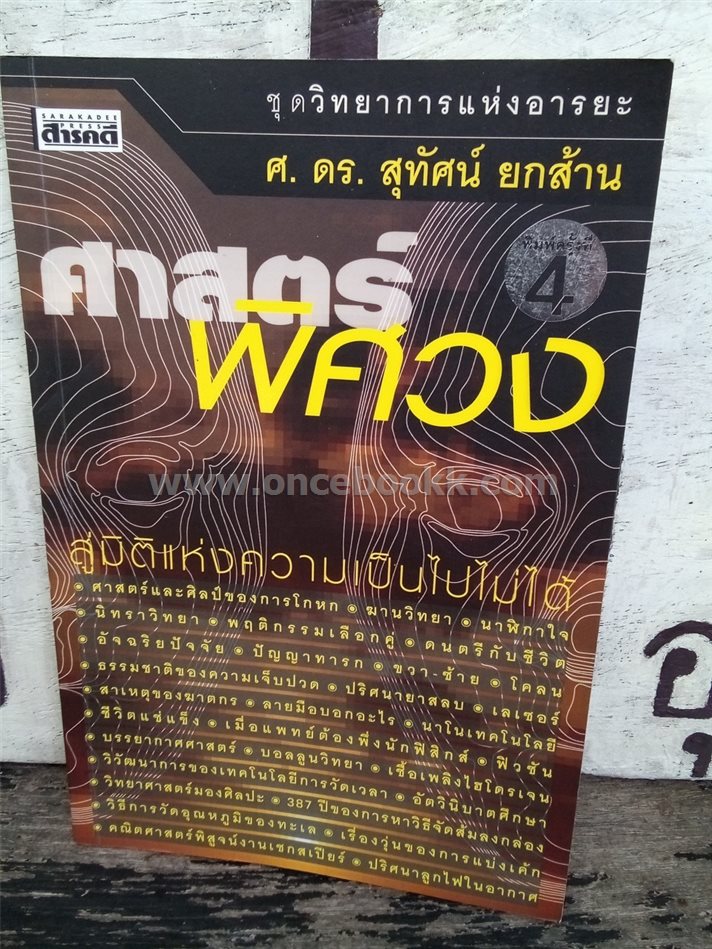 ชุดวิทยาการแห่งอารยะ
SARAKADEE
PRESS
สารคดี
ศ. ดร. สุทัศน์ ยกส้าน
พิมพ์ครั้งที่
4
ศาสตร์
พิศวง
www.oncebookk.com
สู่มิติแห่งความเป็นไปไม่ได้
• ศาสตร์และศิลป์ของการโกหก • ฆานวิทยา • นาฬิกาใจ
• นิทราวิทยา • พฤติกรรมเลือกคู่ • ดนตรีกับชีวิต
• อัจฉริยปัจจัย • ปัญญาทารก • ขวา-ซ้าย • โคลน
• ธรรมชาติของความเจ็บปวด • ปริศนายาสลบ • เลเซอร์
• สาเหตุของฆาตกร • ลายมือบอกอะไร • นาโนเทคโนโลยี
• ชีวิตแช่แข็ง • เมื่อแพทย์ต้องพึ่งนักฟิสิกส์ • ฟิวชัน
• บรรยากาศศาสตร์ • บอลลูนวิทยา • เชื้อเพลิงไฮโดรเจน
• วิวัฒนาการของเทคโนโลยีการวัดเวลา • อัตวินิบาตศึกษา
• วิทยาศาสตร์มองศิลปะ • 387 ปีของการหาวิธีจัดส้มลงกล่อง
• วิธีการวัดอุณหภูมิของทะเล • เรื่องวุ่นของการแบ่งเค้ก
• คณิตศาสตร์พิสูจน์งานเชกสเปียร์ • ปริศนาลูกไฟในอากาศ
อ